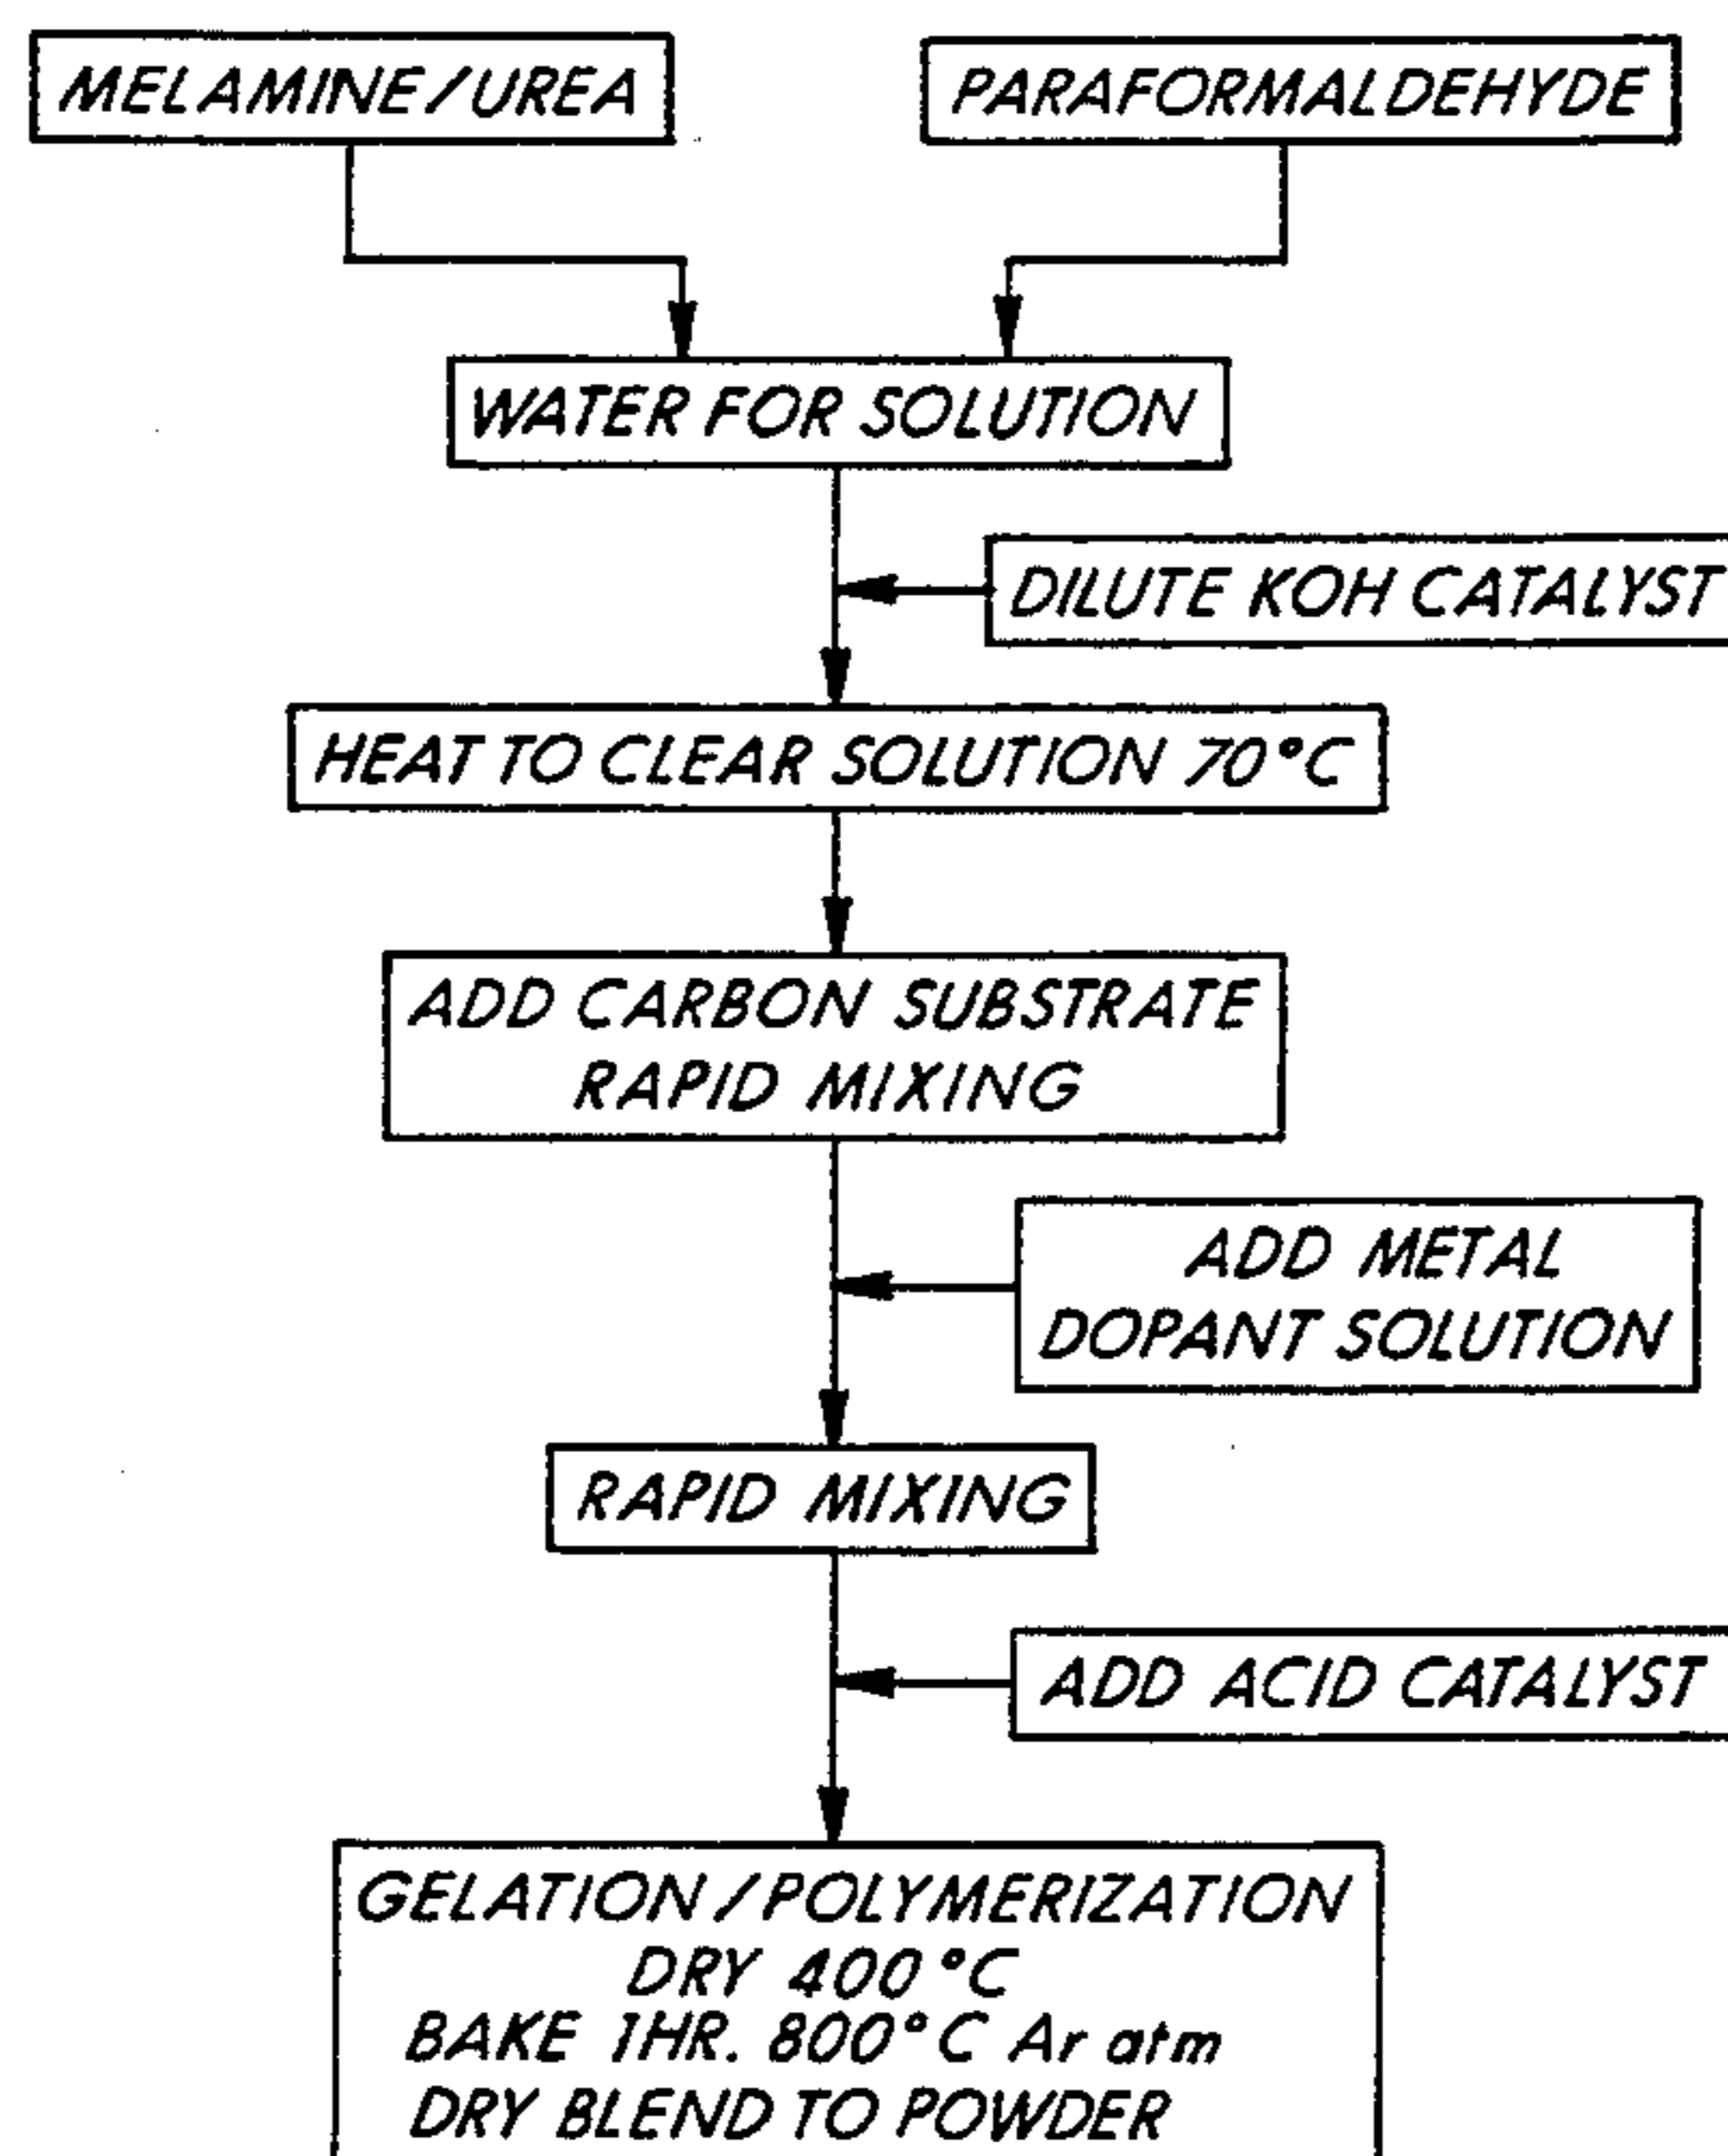 MELAMINE/UREA
PARAFORMALDEHYDE
WATER FOR SOLUTION
DILUTE KOH CATALYST
HEAT TO CLEAR SOLUTION 70°C
ADD CARBON SUBSTRATE
RAPID MIXING
ADD METAL
DOPANT SOLUTION
RAPID MIXING
ADD ACID CATALYST
GELATION/POLYMERIZATION
DRY 400°C
BAKE 1HR. 800°C Ar atm
DRY BLEND TO POWDER